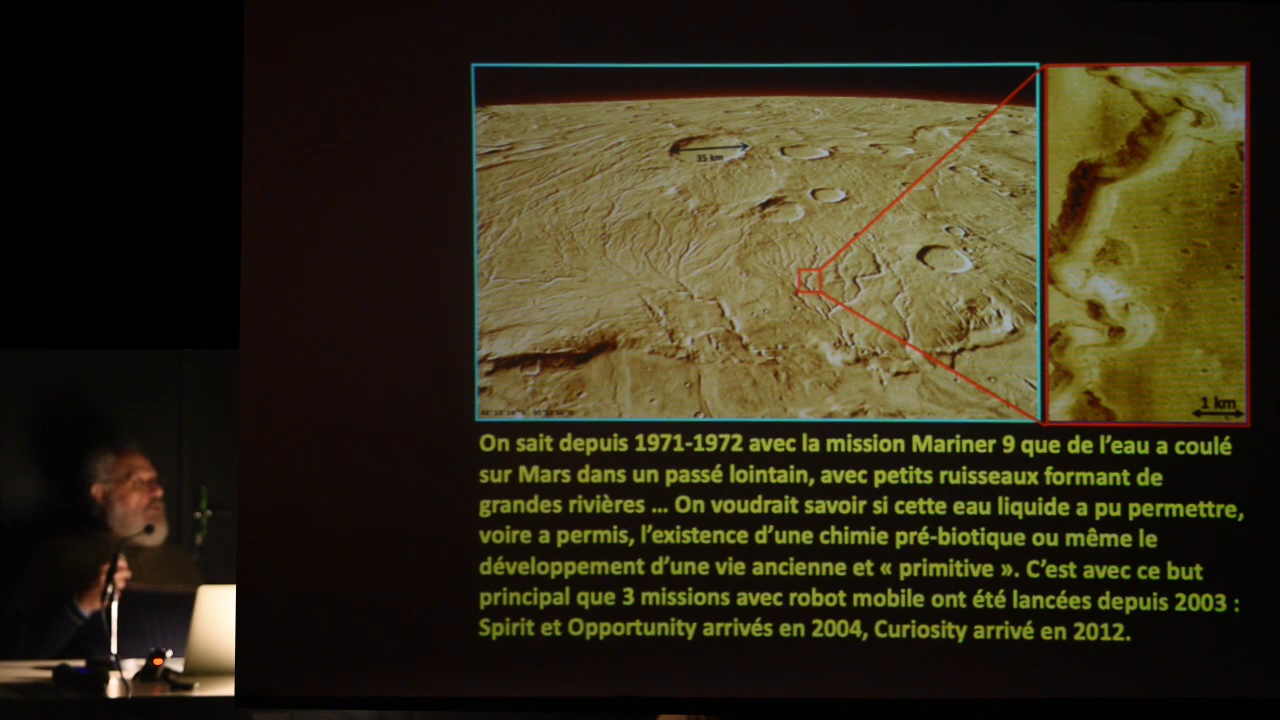 35 km
1 km
On sait depuis 1971-1972 avec la mission Mariner 9 que de l'eau a coulé
sur Mars dans un passé lointain, avec petits ruisseaux formant de
grandes rivières ... On voudrait savoir si cette eau liquide a pu permettre,
voire a permis, l'existence d'une chimie pré-biotique ou même le
développement d'une vie ancienne et « primitive ». C'est avec ce but
principal que 3 missions avec robot mobile ont été lancées depuis 2003 :
Spirit et Opportunity arrivés en 2004, Curiosity arrivé en 2012.